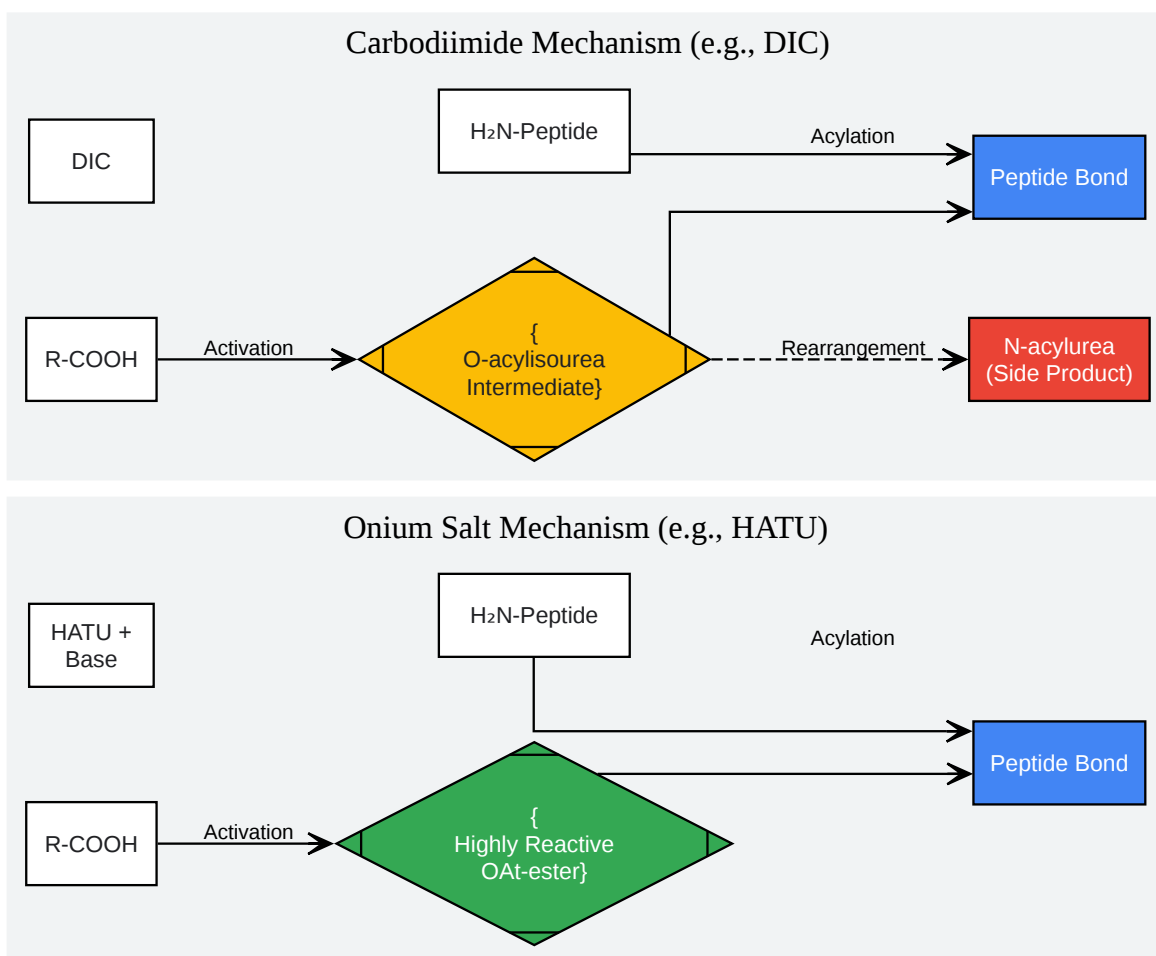 Carbodiimide Mechanism (e.g., DIC)
H₂N-Peptide
Acylation
DIC
Peptide Bond
{
O-acylisourea
Intermediate}
R-COOH
Activation
Rearrangement
N-acylurea
(Side Product)
Onium Salt Mechanism (e.g., HATU)
H₂N-Peptide
Acylation
HATU +
Base
Peptide Bond
{
Highly Reactive
OAt-ester}
R-COOH
Activation